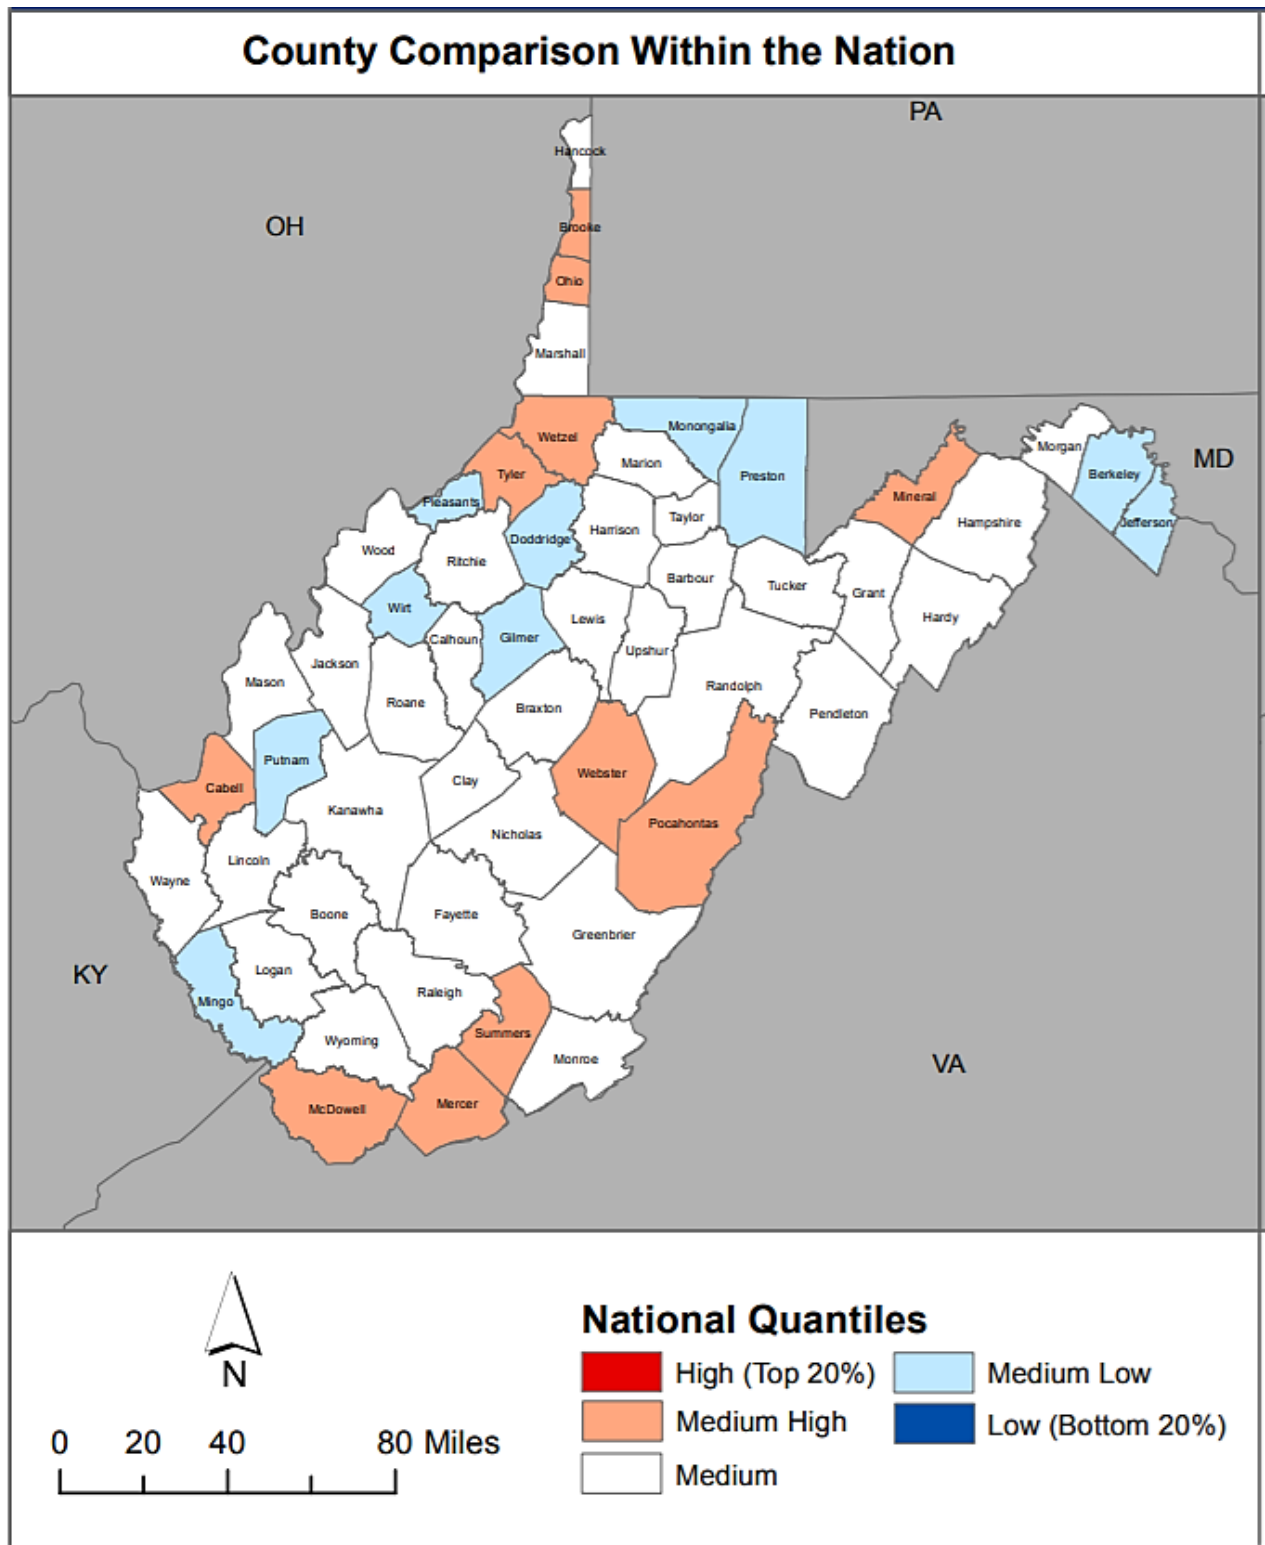 County Comparison Within the Nation
PA
Hancock
OH
Brooke
Ohio
Marshall
Monongalia
Wetzel
Morgan
MD
Marion
Tyler
Preston
Berkeley
Mineral
Pleasants
Taylor
Hampshire
Jefferson
Harrison
Doddridge
Wood
Ritchie
Barbour
Tucker
Grant
Wirt
Hardy
Lewis
Gilmer
Calhoun
Upshur
Jackson
Mason
Randolph
Roane
Braxton
Pendleton
Putnam
Webster
Clay
Cabell
Kanawha
Pocahontas
Nicholas
Lincoln
Wayne
Boone
Fayette
Greenbrier
Logan
KY
Raleigh
Mingo
Summers
Wyoming
Monroe
VA
Mercer
McDowell
N
0 20 40 80 Miles
National Quantiles
High (Top 20%)
Medium High
Medium
Medium Low
Low (Bottom 20%)